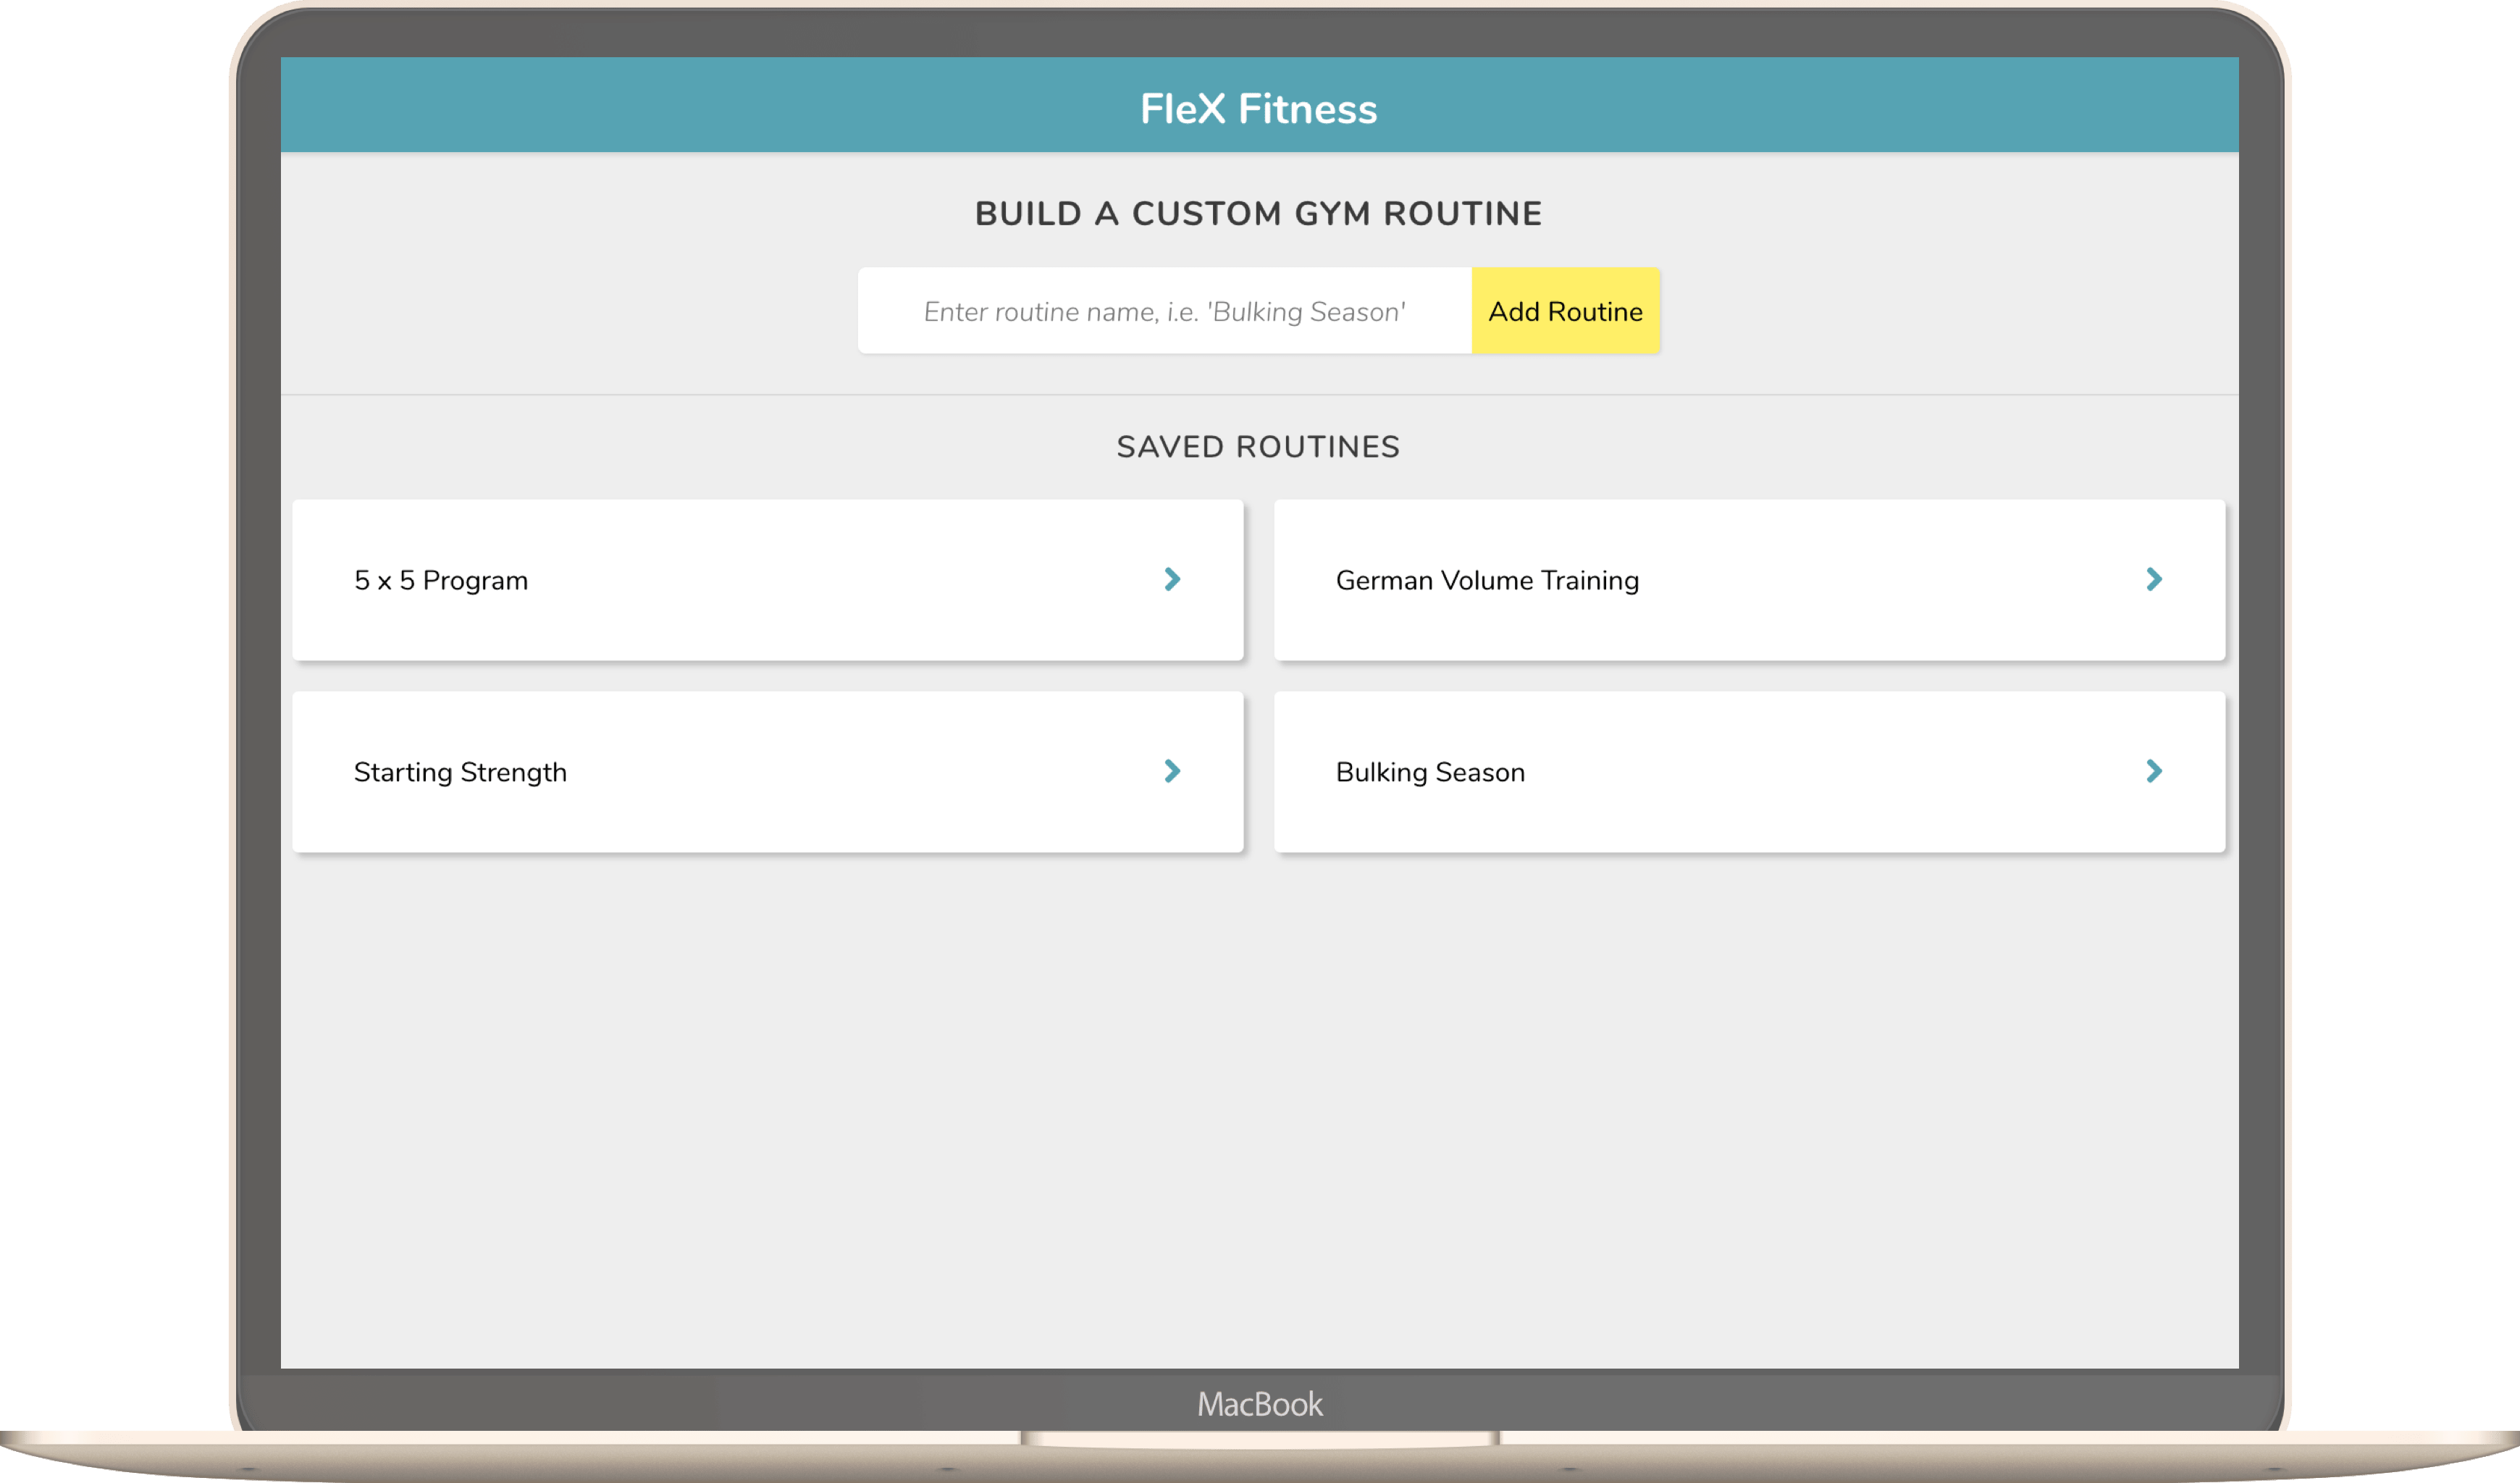 FleX Fitness
BUILD A CUSTOM GYM ROUTINE
Enter routine name, i.e. 'Bulking Season'
Add Routine
SAVED ROUTINES
5 x 5 Program
German Volume Training
Starting Strength
Bulking Season
MacBook